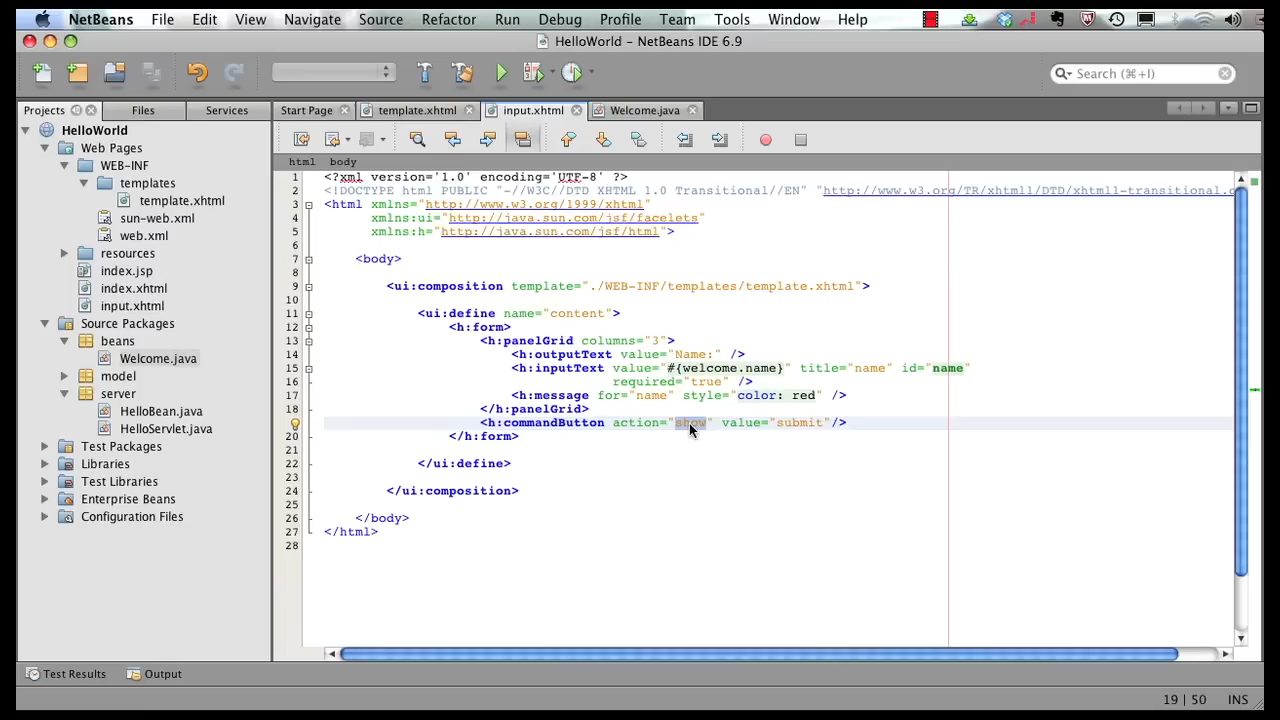 NetBeans File Edit View Navigate Source Refactor Run Debug Profile Team Tools Window Help
HelloWorld – NetBeans IDE 6.9
Search (⌘+I)
Projects Files Services
Start Page template.xhtml input.xhtml Welcome.java
HelloWorld
Web Pages
WEB-INF
templates
template.xhtml
sun-web.xml
web.xml
resources
index.jsp
index.xhtml
input.xhtml
Source Packages
beans
Welcome.java
model
server
HelloBean.java
HelloServlet.java
Test Packages
Libraries
Test Libraries
Enterprise Beans
Configuration Files
html body
1 <?xml version='1.0' encoding='UTF-8' ?>
2 <!DOCTYPE html PUBLIC "-//W3C//DTD XHTML 1.0 Transitional//EN" "http://www.w3.org/TR/xhtml1/DTD/xhtml1-transitional.d
3 <html xmlns="http://www.w3.org/1999/xhtml"
4 xmlns:ui="http://java.sun.com/jsf/facelets"
5 xmlns:h="http://java.sun.com/jsf/html">
6
7 <body>
8
9 <ui:composition template="./WEB-INF/templates/template.xhtml">
10
11 <ui:define name="content">
12 <h:form>
13 <h:panelGrid columns="3">
14 <h:outputText value="Name:" />
15 <h:inputText value="#{welcome.name}" title="name" id="name"
16 required="true" />
17 <h:message for="name" style="color: red" />
18 </h:panelGrid>
19 <h:commandButton action="show" value="submit"/>
20 </h:form>
21
22 </ui:define>
23
24 </ui:composition>
25
26 </body>
27 </html>
28
Test Results Output
19 | 50 INS